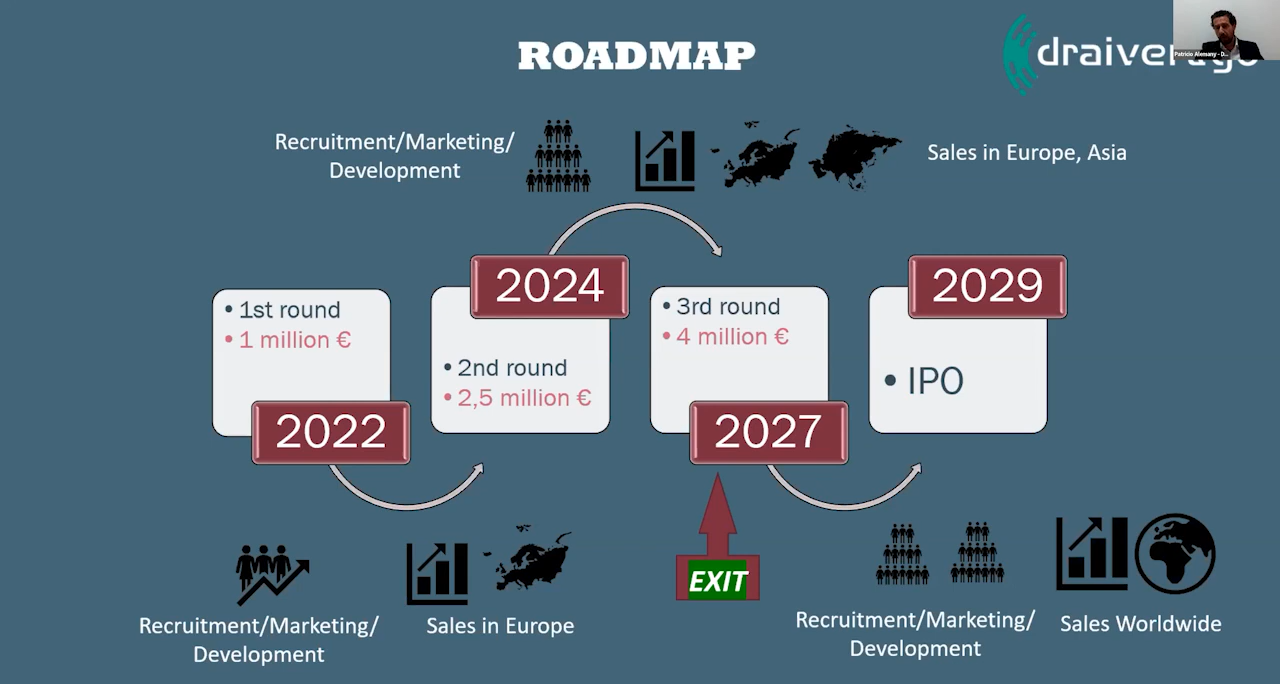 ROADMAP
Patricio Alemany - D...
Recruitment/Marketing/
Development
Sales in Europe, Asia
2024
2029
• 1st round
• 1 million €
• 2nd round
• 2,5 million €
• 3rd round
• 4 million €
• IPO
2022
2027
EXIT
Recruitment/Marketing/
Development
Sales in Europe
Recruitment/Marketing/
Development
Sales Worldwide